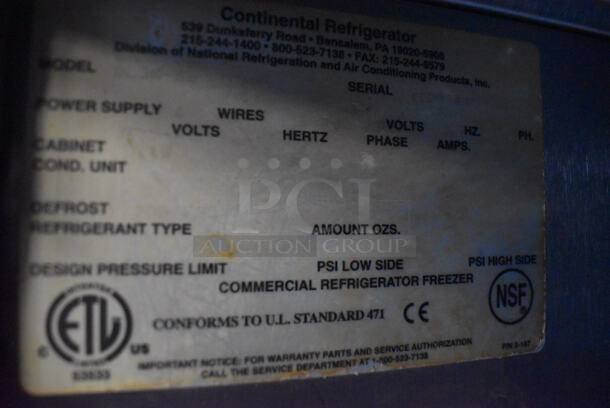 Continental Refrigerator
539 Dunksferry Road • Bensalem, PA 19020-5908
215-244-1400 • 800-523-7138 • FAX: 215-244-9579
Division of National Refrigeration and Air Conditioning Products, Inc.
MODEL SERIAL
POWER SUPPLY WIRES VOLTS HZ. PH.
VOLTS HERTZ PHASE AMPS.
CABINET
COND. UNIT
DEFROST
PCI
REFRIGERANT TYPE AMOUNT OZS.
AUCTION GROUP
DESIGN PRESSURE LIMIT PSI LOW SIDE PSI HIGH SIDE
COMMERCIAL REFRIGERATOR FREEZER
ETL
C US
NSF
CONFORMS TO U.L. STANDARD 471 CE
IMPORTANT NOTICE: FOR WARRANTY PARTS AND SERVICE AUTHORIZATION
CALL THE SERVICE DEPARTMENT AT 1-800-523-7138